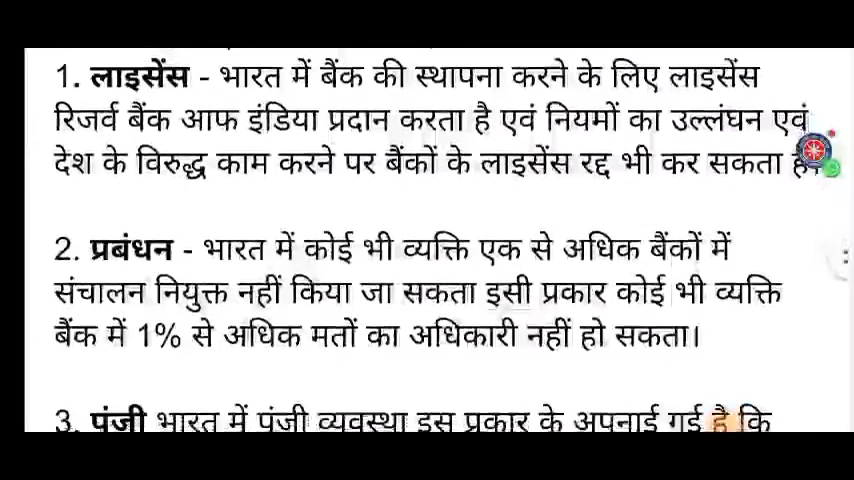 1. लाइसेंस - भारत में बैंक की स्थापना करने के लिए लाइसेंस
रिजर्व बैंक आफ इंडिया प्रदान करता है एवं नियमों का उल्लंघन एवं
देश के विरुद्ध काम करने पर बैंकों के लाइसेंस रद्द भी कर सकता है।
2. प्रबंधन - भारत में कोई भी व्यक्ति एक से अधिक बैंकों में
संचालन नियुक्त नहीं किया जा सकता इसी प्रकार कोई भी व्यक्ति
बैंक में 1% से अधिक मतों का अधिकारी नहीं हो सकता।
3. पूंजी भारत में पूंजी व्यवस्था इस प्रकार के अपनाई गई है कि